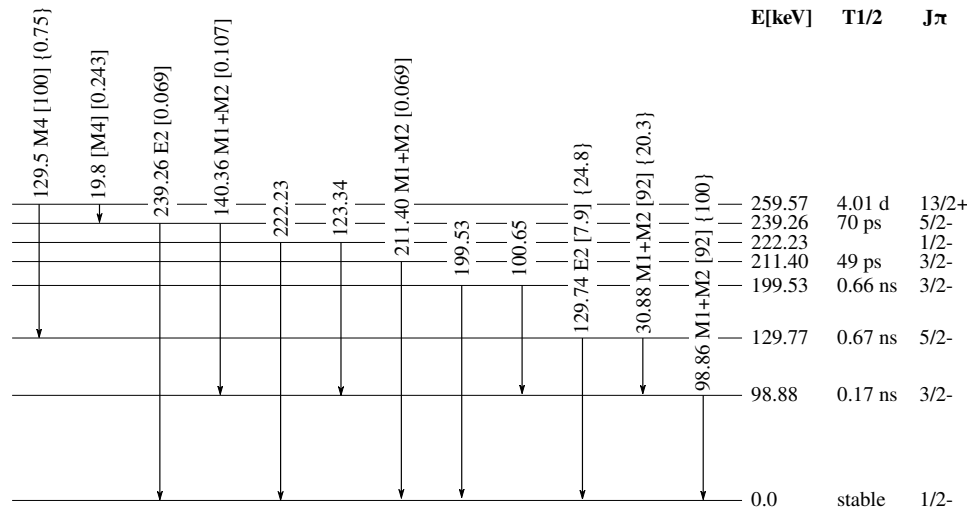 E[keV] T1/2 Jπ
129.5 M4 [100] {0.75}
19.8 [M4] [0.243]
239.26 E2 [0.069]
140.36 M1+M2 [0.107]
222.23
123.34
211.40 M1+M2 [0.069]
199.53
100.65
129.74 E2 [7.9] {24.8}
30.88 M1+M2 [92] {20.3}
98.86 M1+M2 [92] {100}
259.57 4.01 d 13/2+
239.26 70 ps 5/2-
222.23 1/2-
211.40 49 ps 3/2-
199.53 0.66 ns 3/2-
129.77 0.67 ns 5/2-
98.88 0.17 ns 3/2-
0.0 stable 1/2-